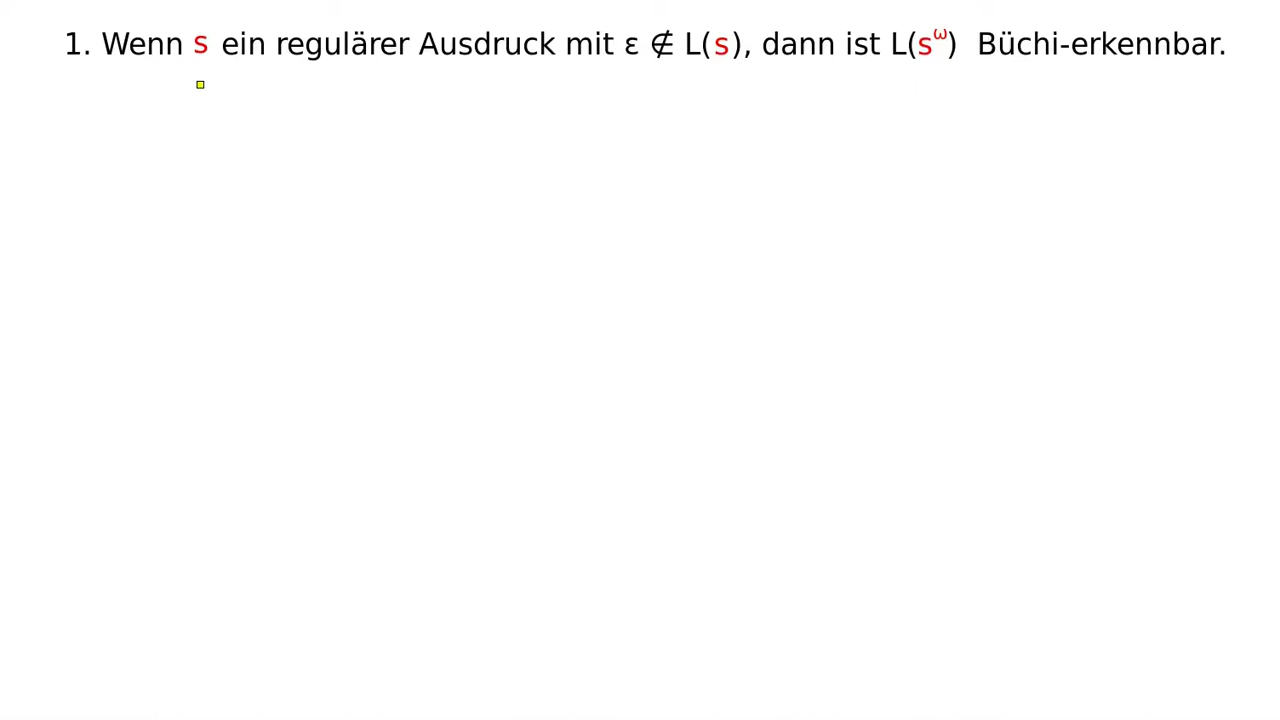 1. Wenn s ein regulärer Ausdruck mit ε ∉ L(s), dann ist L(s^ω) Büchi-erkennbar.